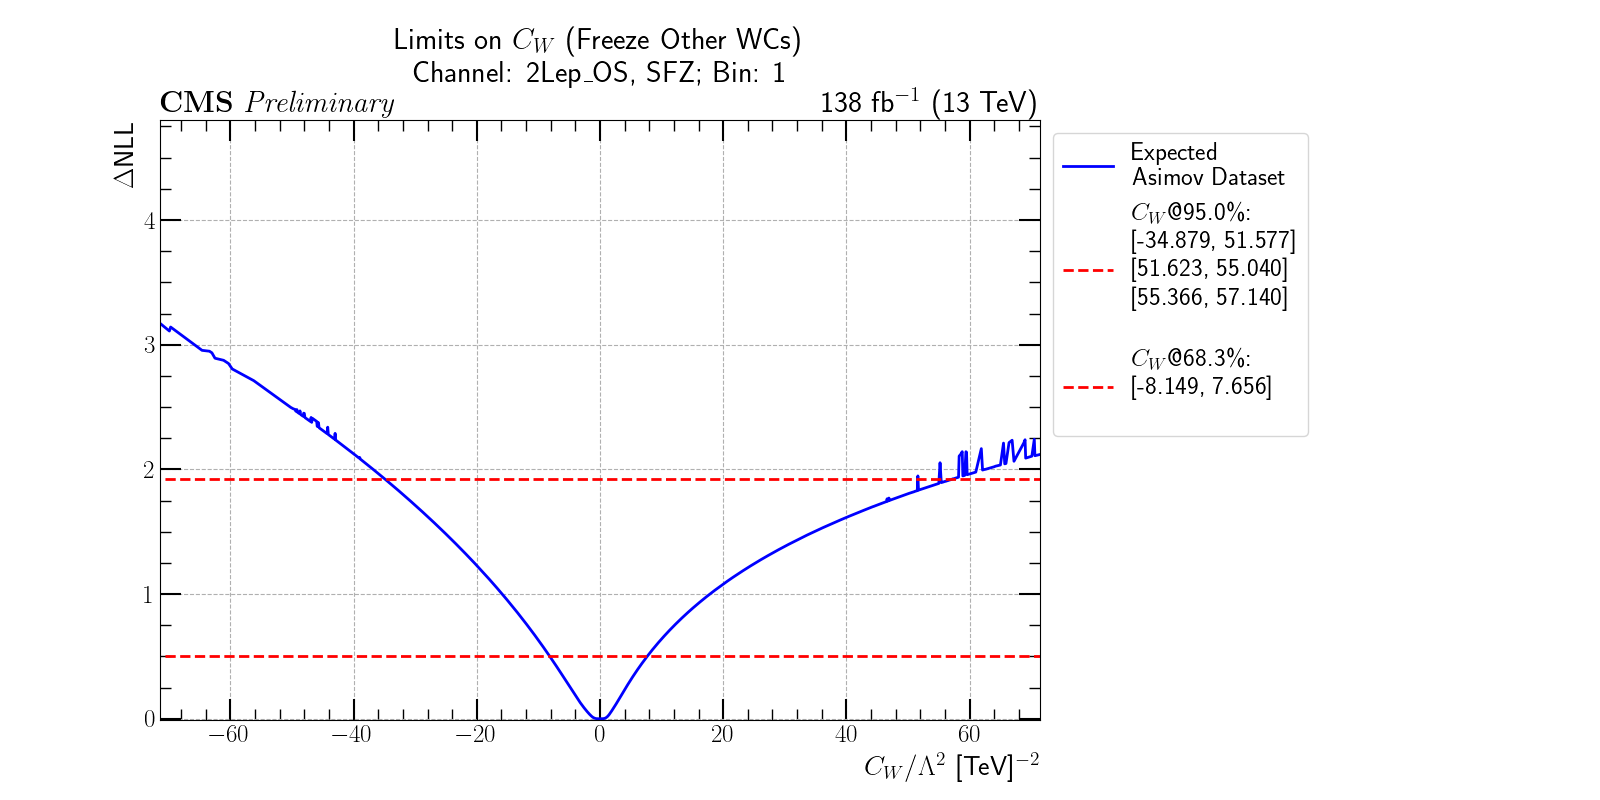 Limits on C_W (Freeze Other WCs)
Channel: 2Lep_OS, SFZ; Bin: 1
CMS Preliminary
138 fb⁻¹ (13 TeV)
ΔNLL
4
3
2
1
0
−60
−40
−20
0
20
40
60
C_W/Λ² [TeV]⁻²
Expected
Asimov Dataset
C_W@95.0%:
[-34.879, 51.577]
[51.623, 55.040]
[55.366, 57.140]
C_W@68.3%:
[-8.149, 7.656]